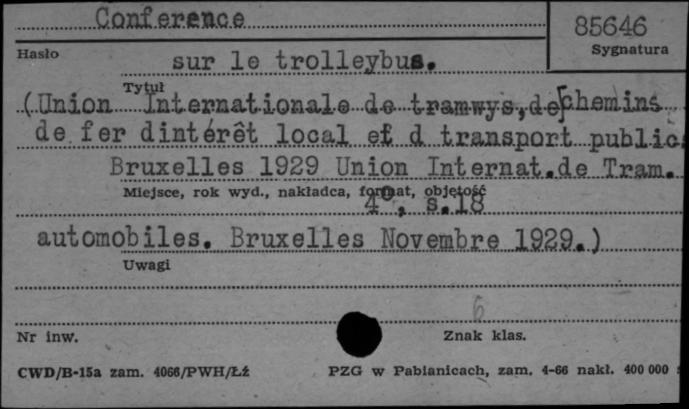 Conference
85646
Hasło
Sygnatura
sur le trolleybus.
Tytuł
(Union Internationale de tramwys,de chemins
de fer dintérêt local et d transport public
Bruxelles 1929 Union Internat.de Tram.
Miejsce, rok wyd., nakładca, format, objętość
4°, s.18
automobiles. Bruxelles Novembre 1929.)
Uwagi
6
Nr inw.
Znak klas.
CWD/B-15a zam. 4066/PWH/Łź
PZG w Pabianicach, zam. 4-66 nakł. 400 000